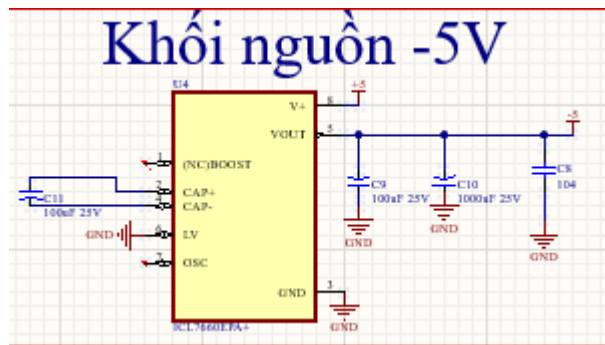 Khối nguồn -5V
U4
+5
V+
8
-5
VOUT
5
1
(NC)BOOST
2
CAP+
C11
4
CAP-
100uF 25V
C9
100uF 25V
C10
1000uF 25V
C8
104
GND
6
LV
GND
GND
GND
7
OSC
GND
3
ICL7660EPA+
GND